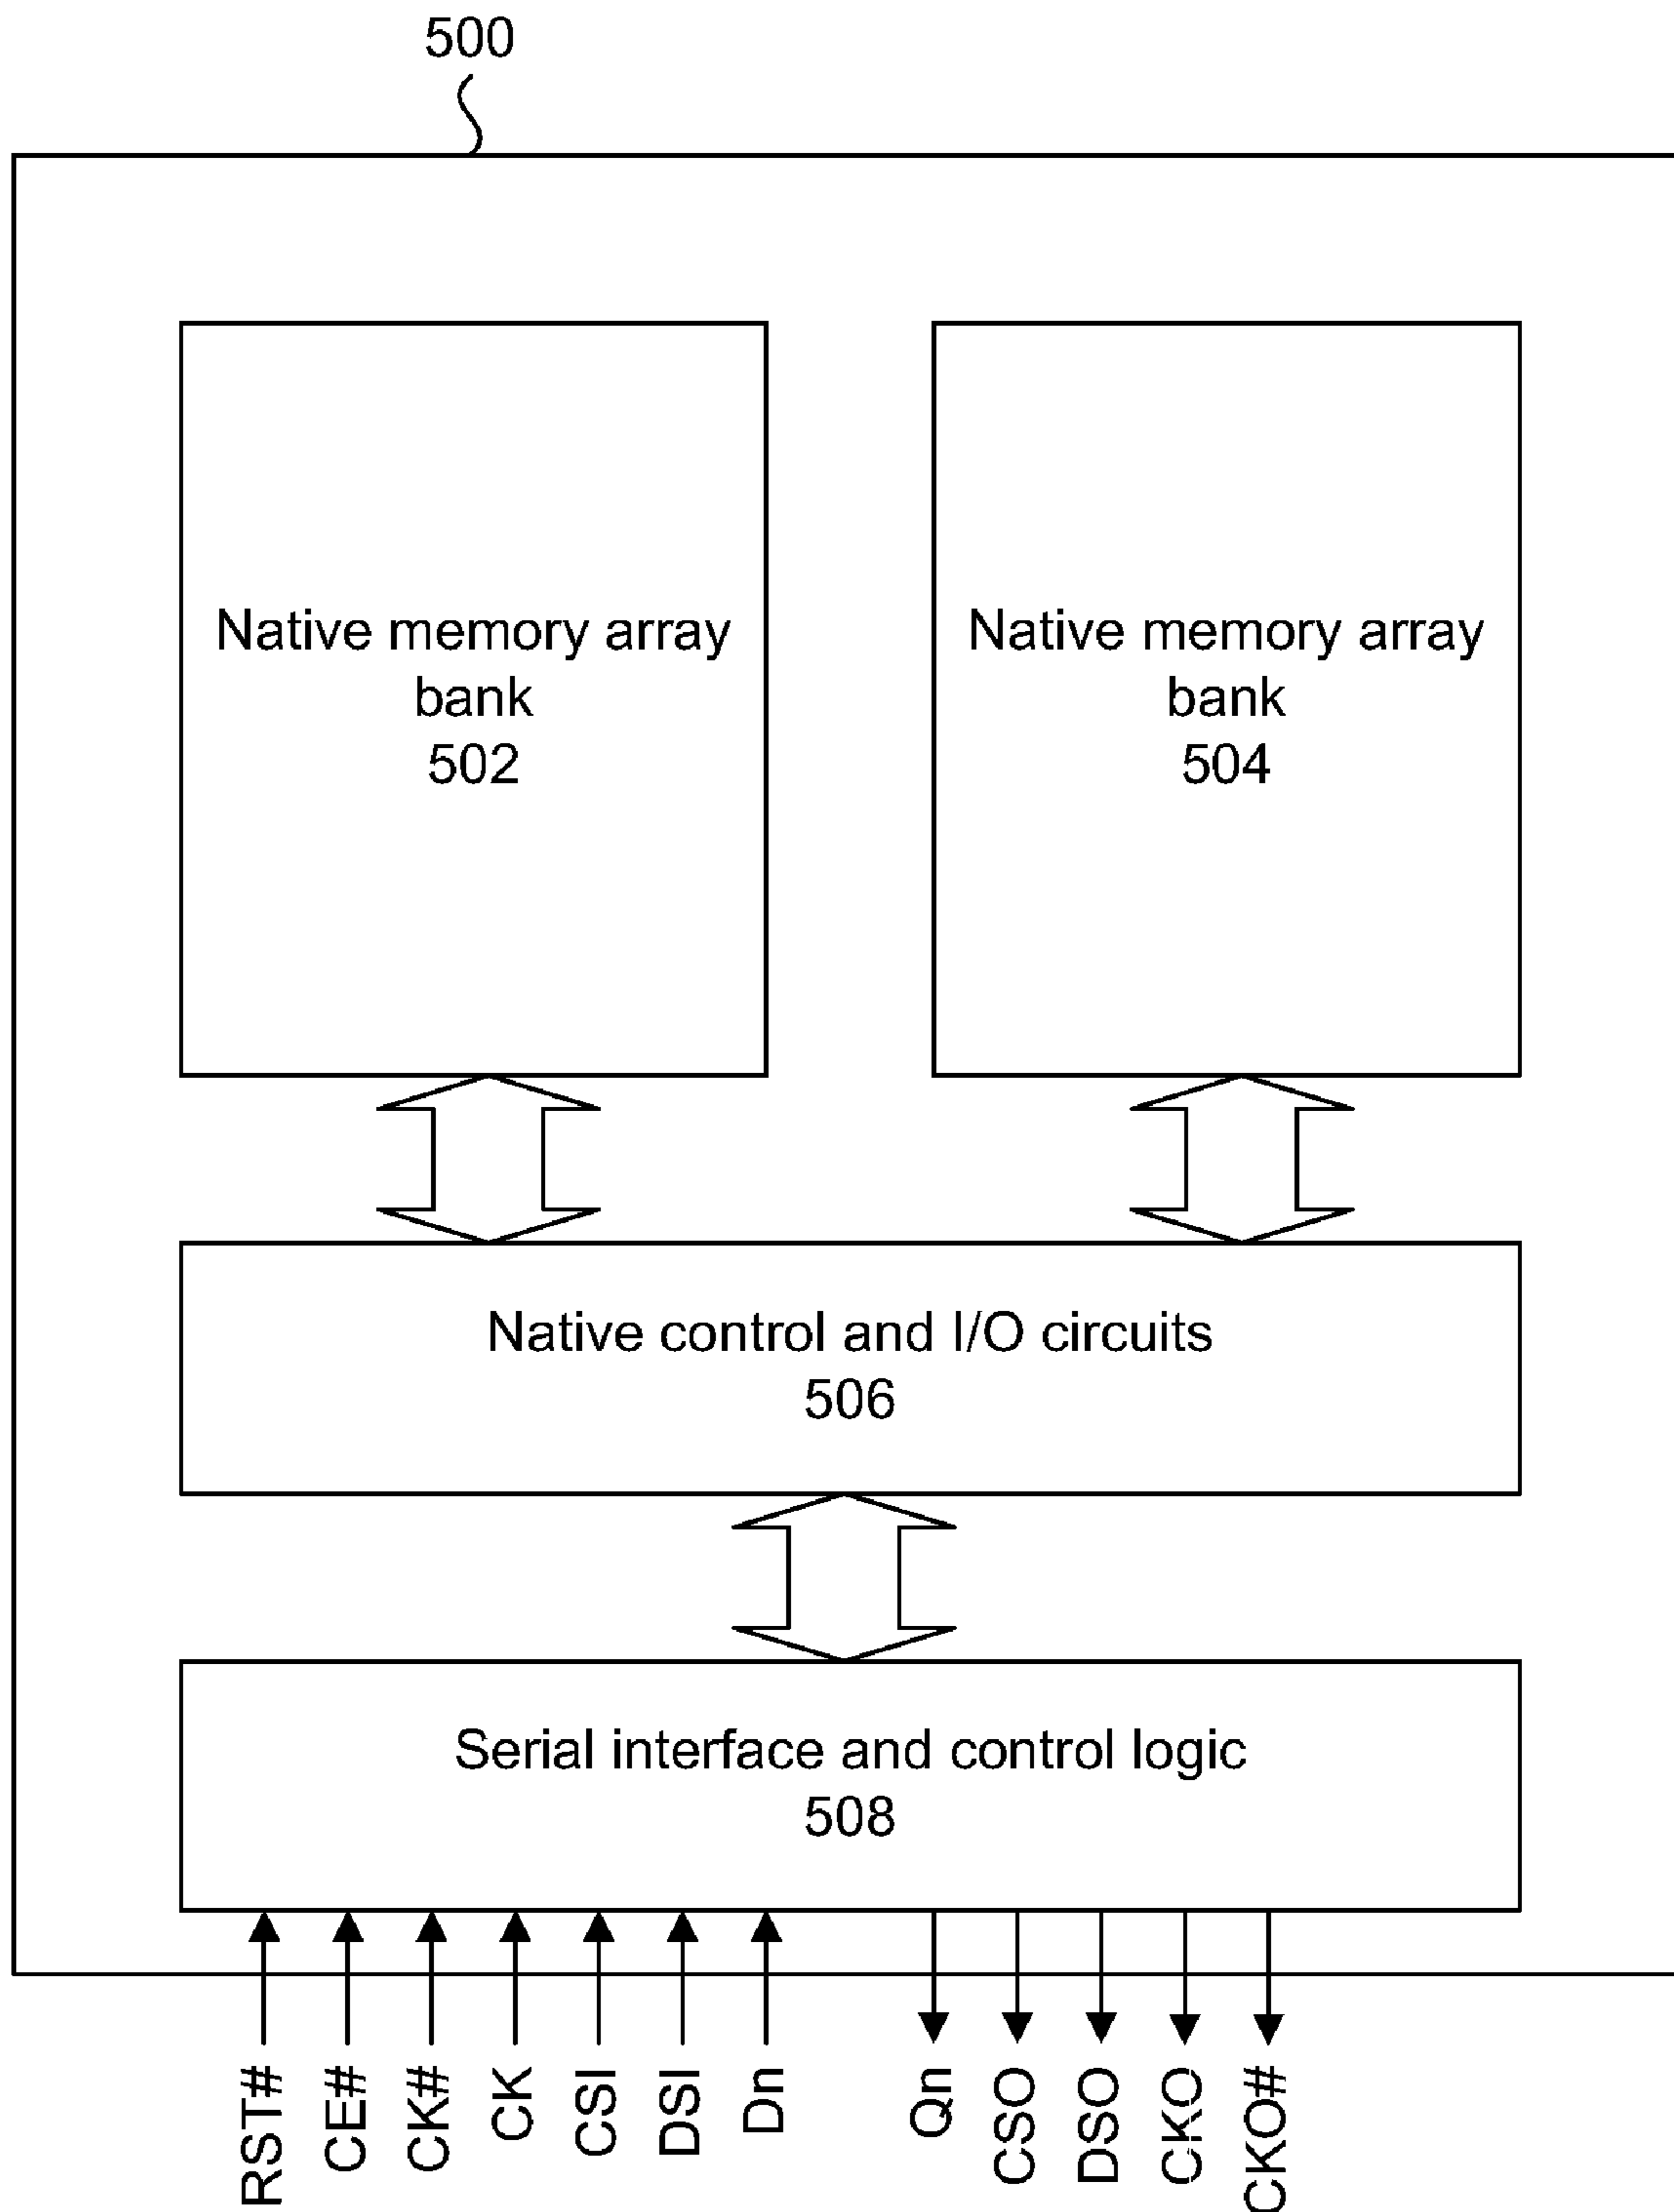 500
Native memory array
bank
502
Native memory array
bank
504
Native control and I/O circuits
506
Serial interface and control logic
508
RST#
CE#
CK#
CK
CSI
DSI
Dn
Qn
CSO
DSO
CKO
CKO#